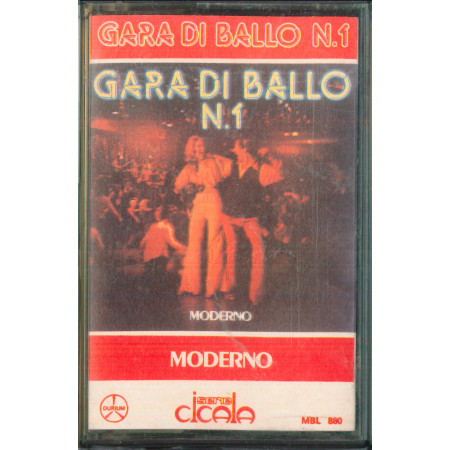 GARA DI BALLO N.1
GARA DI BALLO
N.1
MODERNO
MODERNO
DURIUM
serie
cicala
MBL 880